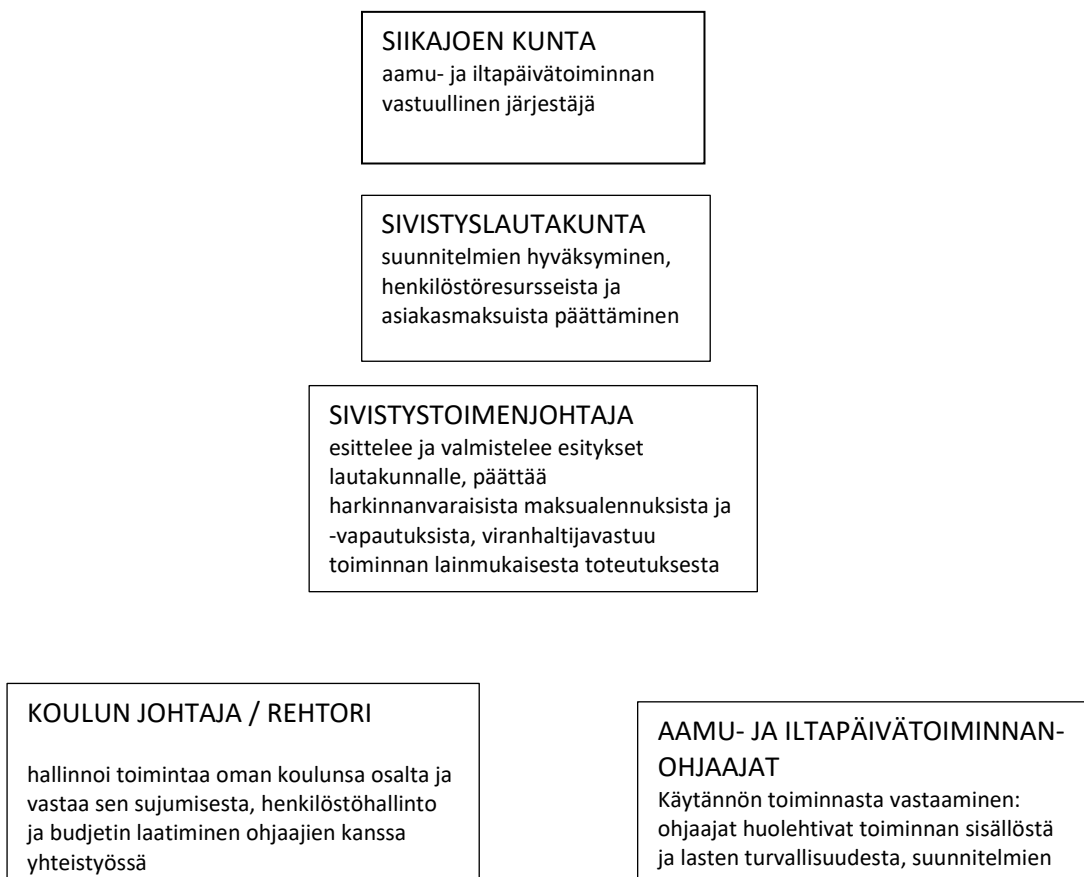 SIIKAJOEN KUNTA
aamu- ja iltapäivätoiminnan
vastuullinen järjestäjä
SIVISTYSLAUTAKUNTA
suunnitelmien hyväksyminen,
henkilöstöresursseista ja
asiakasmaksuista päättäminen
SIVISTYSTOIMENJOHTAJA
esittelee ja valmistelee esitykset
lautakunnalle, päättää
harkinnanvaraisista maksualennuksista ja
-vapautuksista, viranhaltijavastuu
toiminnan lainmukaisesta toteutuksesta
KOULUN JOHTAJA / REHTORI
hallinnoi toimintaa oman koulunsa osalta ja
vastaa sen sujumisesta, henkilöstöhallinto
ja budjetin laatiminen ohjaajien kanssa
yhteistyössä
AAMU- JA ILTAPÄIVÄTOIMINNAN-
OHJAAJAT
Käytännön toiminnasta vastaaminen:
ohjaajat huolehtivat toiminnan sisällöstä
ja lasten turvallisuudesta, suunnitelmien